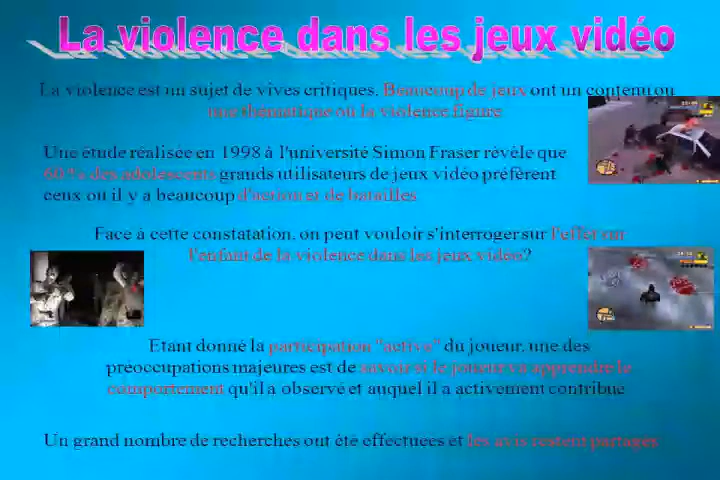 La violence dans les jeux vidéo
La violence est un sujet de vives critiques. Beaucoup de jeux ont un contenu ou
une thématique où la violence figure
Une étude réalisée en 1998 à l'université Simon Fraser révèle que
60 % des adolescents grands utilisateurs de jeux vidéo préfèrent
ceux où il y a beaucoup d'action et de batailles
Face à cette constatation, on peut vouloir s'interroger sur l'effet sur
l'enfant de la violence dans les jeux vidéo?
Etant donné la participation "active" du joueur, une des
préoccupations majeures est de savoir si le joueur va apprendre le
comportement qu'il a observé et auquel il a activement contribué
Un grand nombre de recherches ont été effectuées et les avis restent partagés